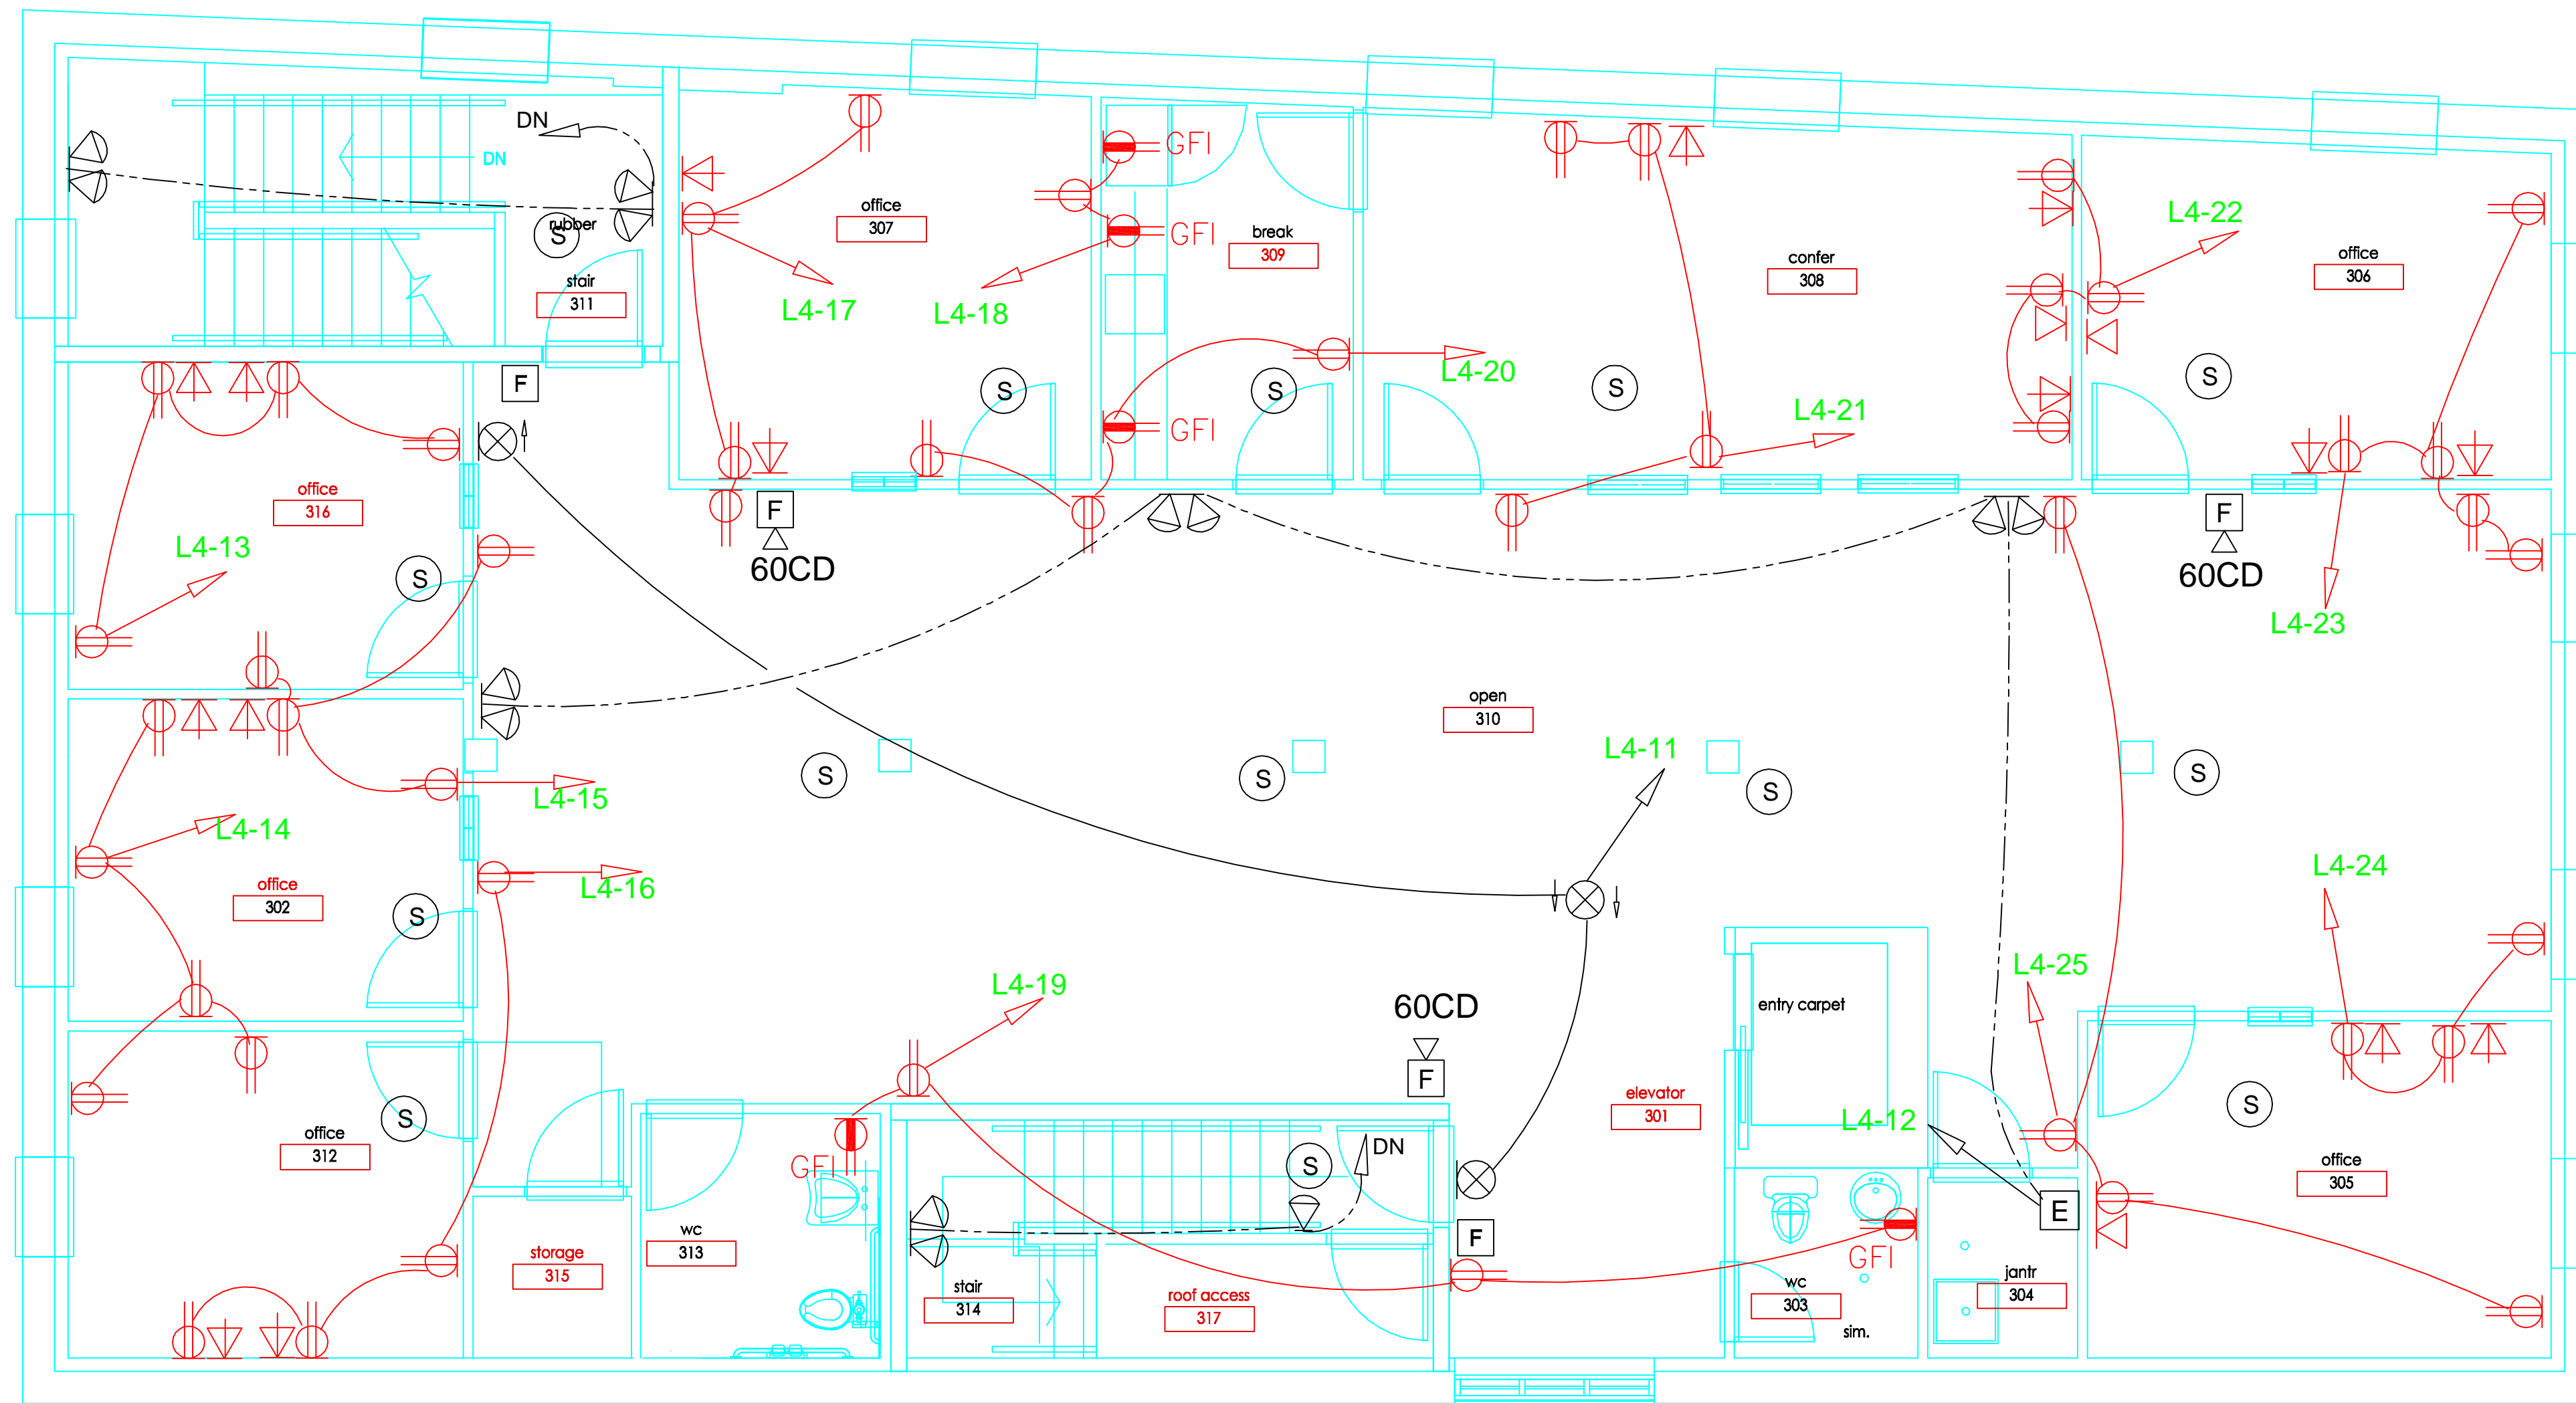 DN
DN
rubber
S
stair
311
GFI
GFI
office
307
break
309
confer
308
L4-22
office
306
L4-17
L4-18
L4-20
L4-21
GFI
F
S
S
S
S
office
316
L4-13
S
F
60CD
F
60CD
L4-23
open
310
L4-11
S
S
S
S
L4-15
L4-14
L4-16
office
302
S
L4-24
L4-25
L4-19
60CD
F
entry carpet
elevator
301
L4-12
S
office
312
S
GFI
S
DN
office
305
E
wc
313
storage
315
F
GFI
stair
314
roof access
317
wc
303
sim.
jantr
304